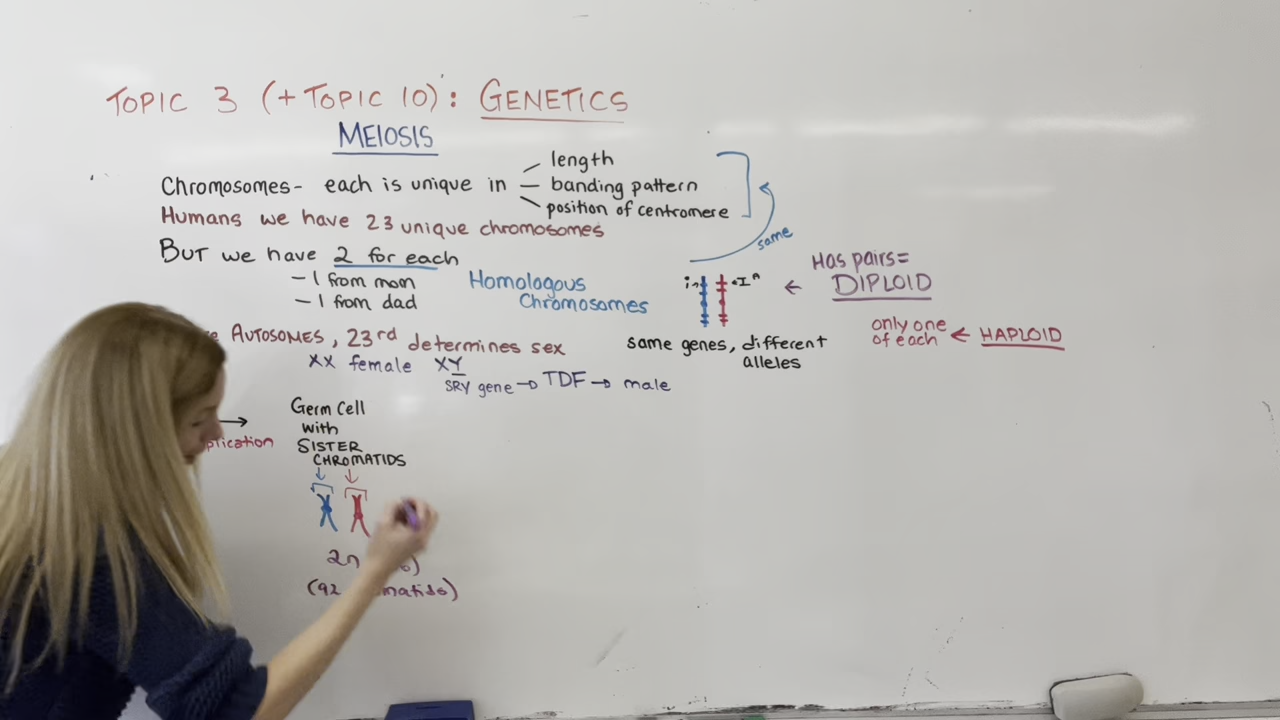 TOPIC 3 (+ TOPIC 10): GENETICS
MEIOSIS
Chromosomes- each is unique in
length
banding pattern
position of centromere
same
Humans we have 23 unique chromosomes
BUT we have 2 for each
- 1 from mom
- 1 from dad
Homologous
Chromosomes
i
I^A
same genes, different
alleles
Has pairs =
DIPLOID
only one
of each
HAPLOID
AUTOSOMES, 23rd determines sex
XX female XY
SRY gene → TDF → male
Germ Cell
with
SISTER
CHROMATIDS
2n
(92